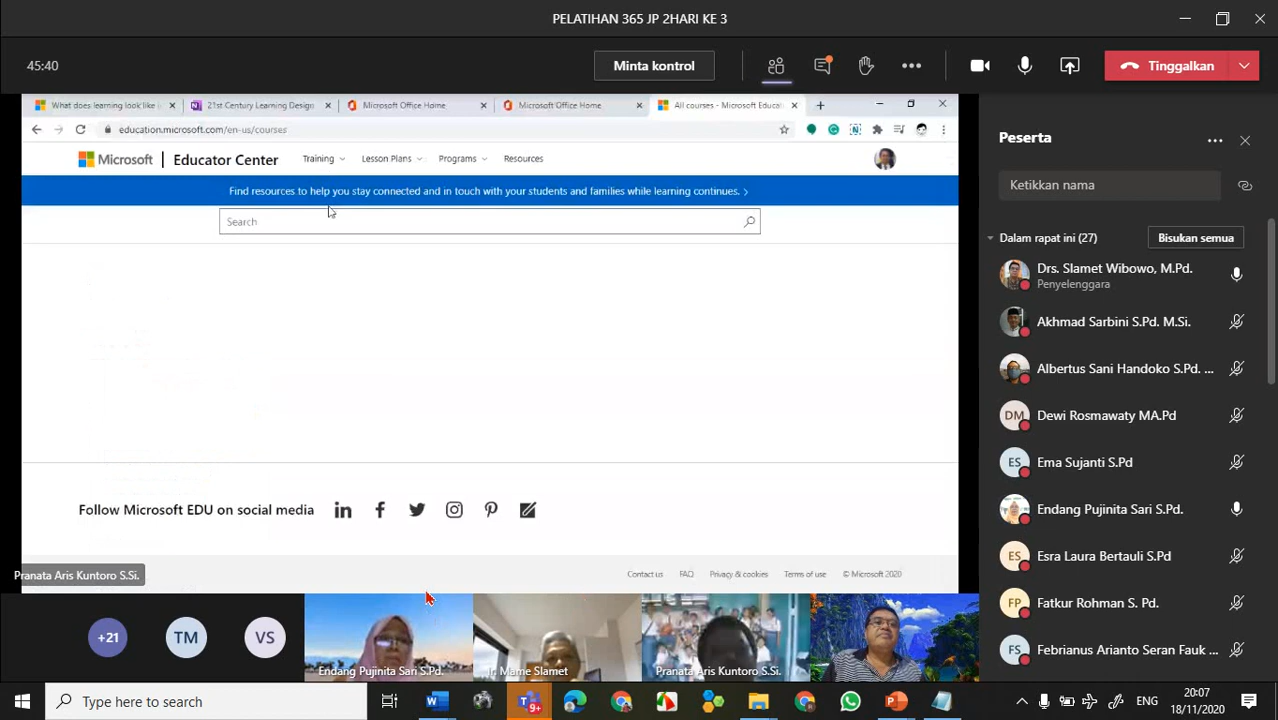 PELATIHAN 365 JP 2HARI KE 3
45:40
Minta kontrol
Tinggalkan
What does learning look like i
21st Century Learning Design
Microsoft Office Home
Microsoft Office Home
All courses - Microsoft Educat
education.microsoft.com/en-us/courses
Microsoft | Educator Center
Training
Lesson Plans
Programs
Resources
Find resources to help you stay connected and in touch with your students and families while learning continues.
Search
Follow Microsoft EDU on social media
Contact us
FAQ
Privacy & cookies
Terms of use
© Microsoft 2020
Pranata Aris Kuntoro S.Si.
Peserta
Ketikkan nama
Dalam rapat ini (27)
Bisukan semua
Drs. Slamet Wibowo, M.Pd.
Penyelenggara
Akhmad Sarbini S.Pd. M.Si.
Albertus Sani Handoko S.Pd. ...
DM
Dewi Rosmawaty MA.Pd
ES
Ema Sujanti S.Pd
Endang Pujinita Sari S.Pd.
ES
Esra Laura Bertauli S.Pd
FP
Fatkur Rohman S. Pd.
FS
Febrianus Arianto Seran Fauk ...
+21
TM
VS
Endang Pujinita Sari S.Pd.
Ir. Mame Slamet
Pranata Aris Kuntoro S.Si.
Type here to search
9+
ENG
20:07
18/11/2020